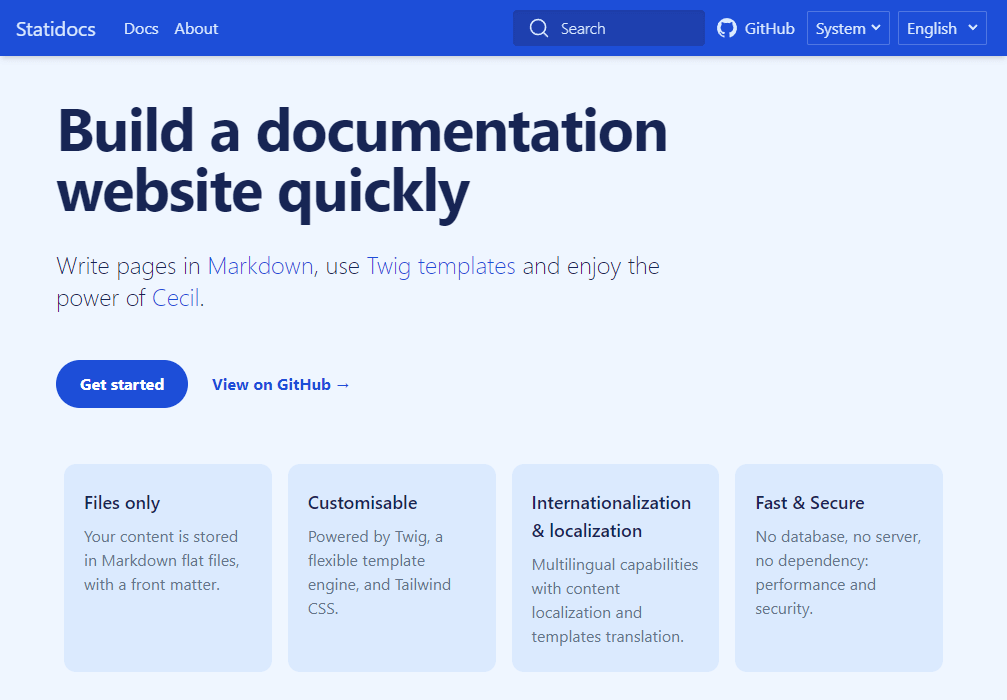 Statidocs Docs About Search GitHub System English
Build a documentation
website quickly
Write pages in Markdown, use Twig templates and enjoy the
power of Cecil.
Get started View on GitHub →
Files only
Your content is stored
in Markdown flat files,
with a front matter.
Customisable
Powered by Twig, a
flexible template
engine, and Tailwind
CSS.
Internationalization
& localization
Multilingual capabilities
with content
localization and
templates translation.
Fast & Secure
No database, no server,
no dependency:
performance and
security.